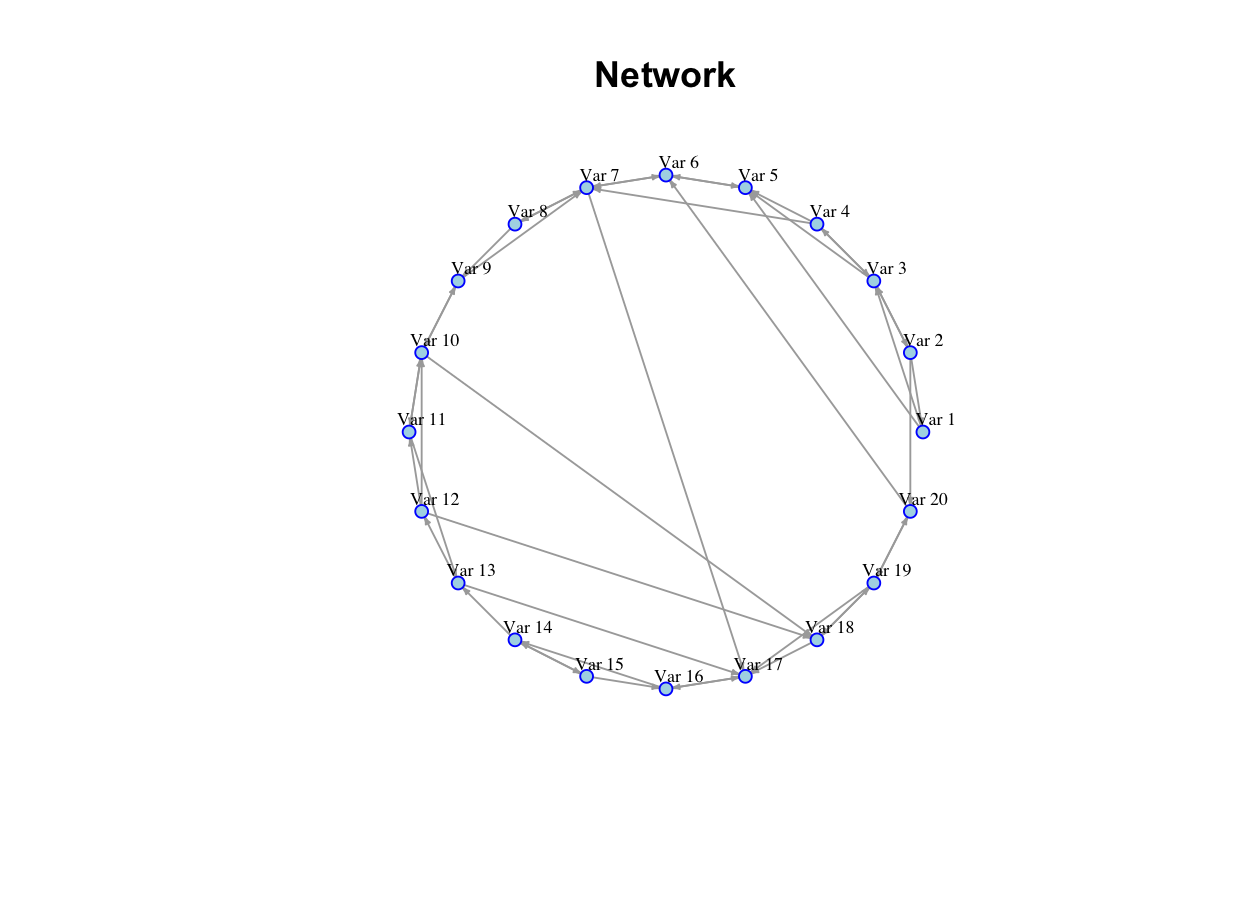 Network
Var 6
Var 7
Var 5
Var 8
Var 4
Var 9
Var 3
Var 10
Var 2
Var 11
Var 1
Var 12
Var 20
Var 13
Var 19
Var 14
Var 18
Var 15
Var 17
Var 16